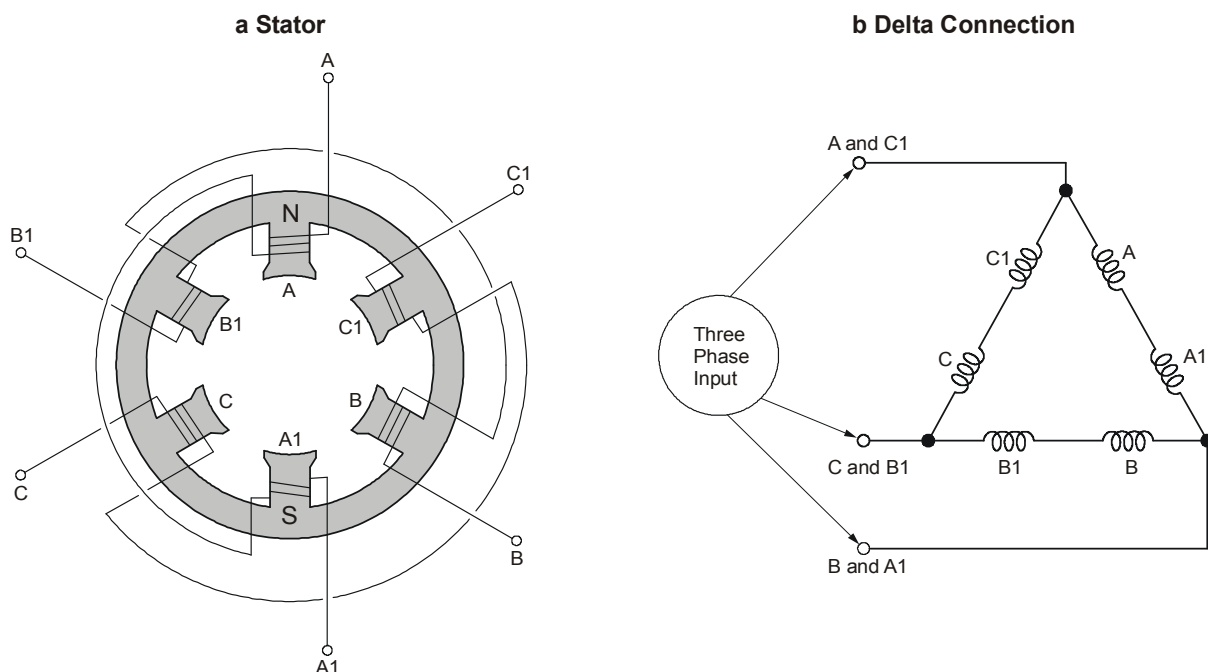 a Stator
A
C1
B1
N
A
B1
C1
C
B
A1
S
C
B
A1
b Delta Connection
A and C1
C1
A
Three
Phase
Input
C
A1
C and B1
B1
B
B and A1